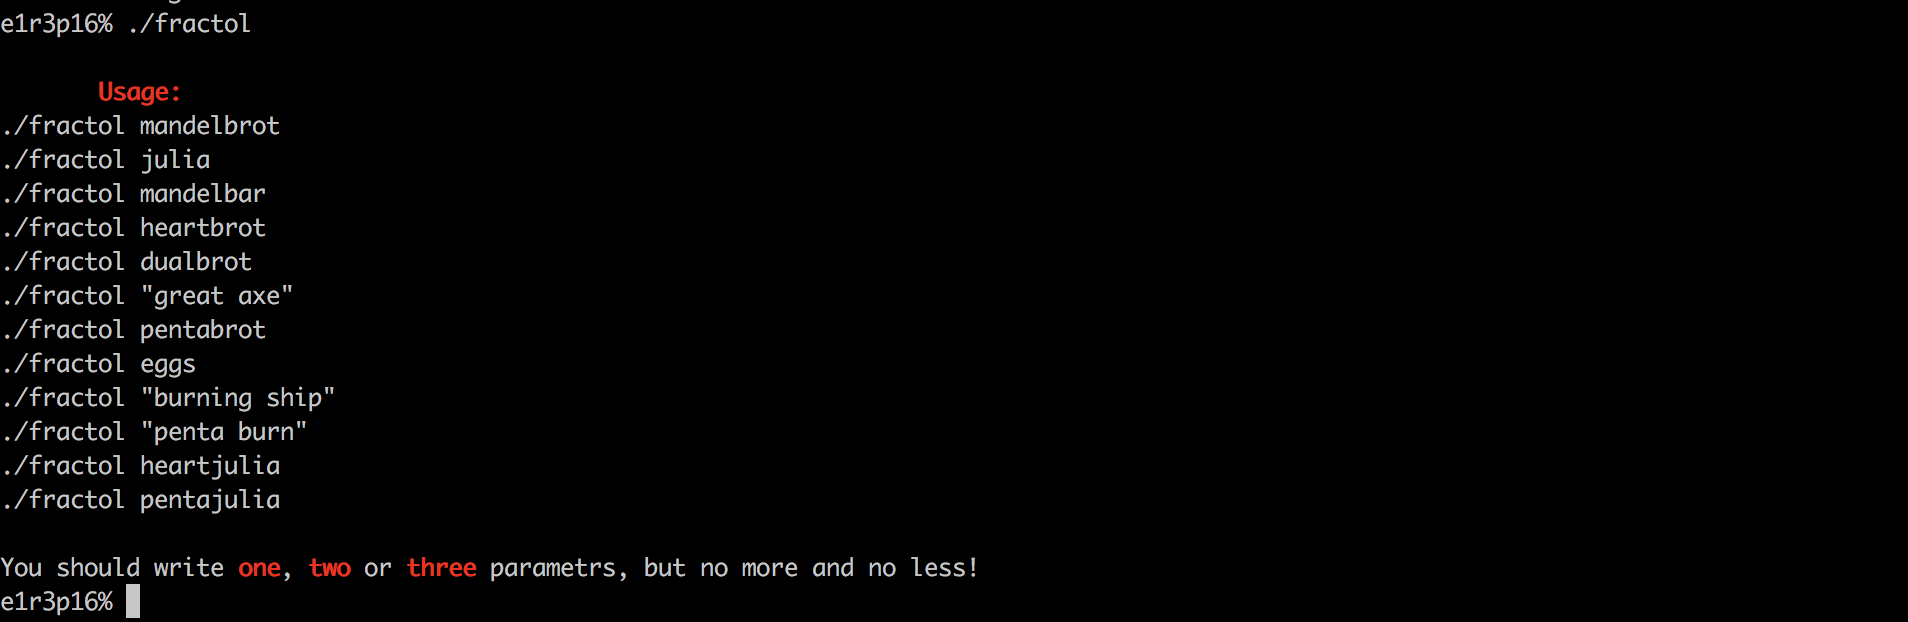 e1r3p16% ./fractol
Usage:
./fractol mandelbrot
./fractol julia
./fractol mandelbar
./fractol heartbrot
./fractol dualbrot
./fractol "great axe"
./fractol pentabrot
./fractol eggs
./fractol "burning ship"
./fractol "penta burn"
./fractol heartjulia
./fractol pentajulia
You should write one, two or three parametrs, but no more and no less!
e1r3p16%